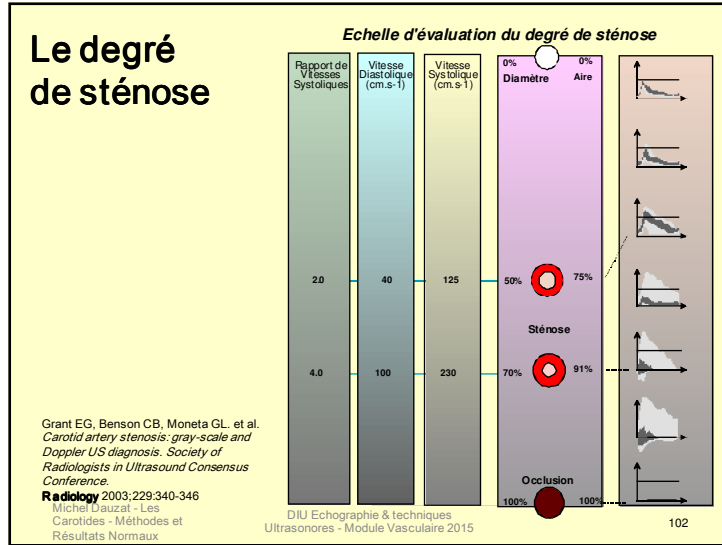 Le degré
de sténose
Echelle d'évaluation du degré de sténose
Rapport de
Vitesses
Systoliques
Vitesse
Diastolique
(cm.s-1)
Vitesse
Systolique
(cm.s-1)
0%
0%
Diamètre
Aire
2.0
40
125
50%
75%
Sténose
4.0
100
230
70%
91%
Occlusion
100%
100%
Grant EG, Benson CB, Moneta GL. et al.
Carotid artery stenosis: gray-scale and
Doppler US diagnosis. Society of
Radiologists in Ultrasound Consensus
Conference.
Radiology 2003;229:340-346
Michel Dauzat - Les
Carotides - Méthodes et
Résultats Normaux
DIU Echographie & techniques
Ultrasonores - Module Vasculaire 2015
102